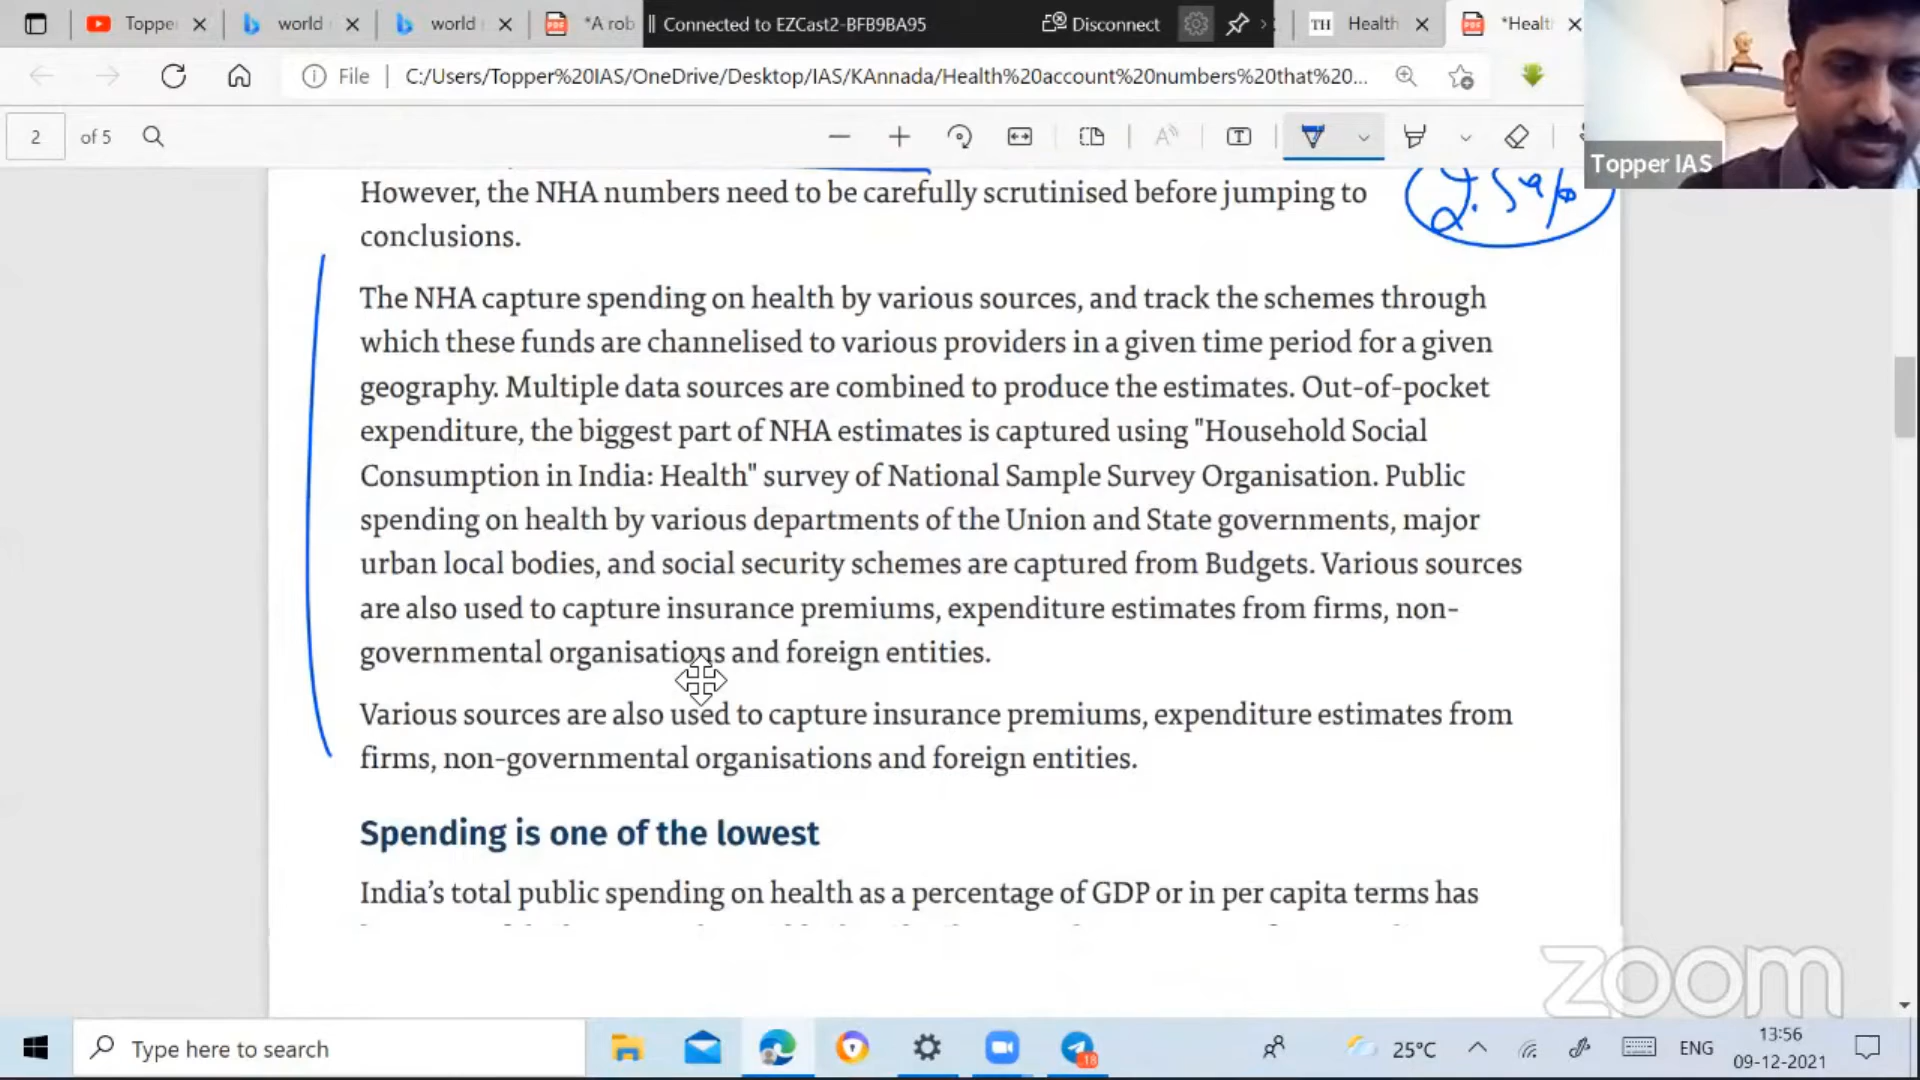 Topper
world
world
*A rob
Connected to EZCast2-BFB9BA95
Disconnect
TH
Health
*Healt
File
C:/Users/Topper%20IAS/OneDrive/Desktop/IAS/KAnnada/Health%20account%20numbers%20that%20...
2 of 5
Topper IAS
However, the NHA numbers need to be carefully scrutinised before jumping to
2.5%
conclusions.
The NHA capture spending on health by various sources, and track the schemes through
which these funds are channelised to various providers in a given time period for a given
geography. Multiple data sources are combined to produce the estimates. Out-of-pocket
expenditure, the biggest part of NHA estimates is captured using "Household Social
Consumption in India: Health" survey of National Sample Survey Organisation. Public
spending on health by various departments of the Union and State governments, major
urban local bodies, and social security schemes are captured from Budgets. Various sources
are also used to capture insurance premiums, expenditure estimates from firms, non-
governmental organisations and foreign entities.
Various sources are also used to capture insurance premiums, expenditure estimates from
firms, non-governmental organisations and foreign entities.
Spending is one of the lowest
India’s total public spending on health as a percentage of GDP or in per capita terms has
zoom
Type here to search
18
25°C
ENG
13:56
09-12-2021